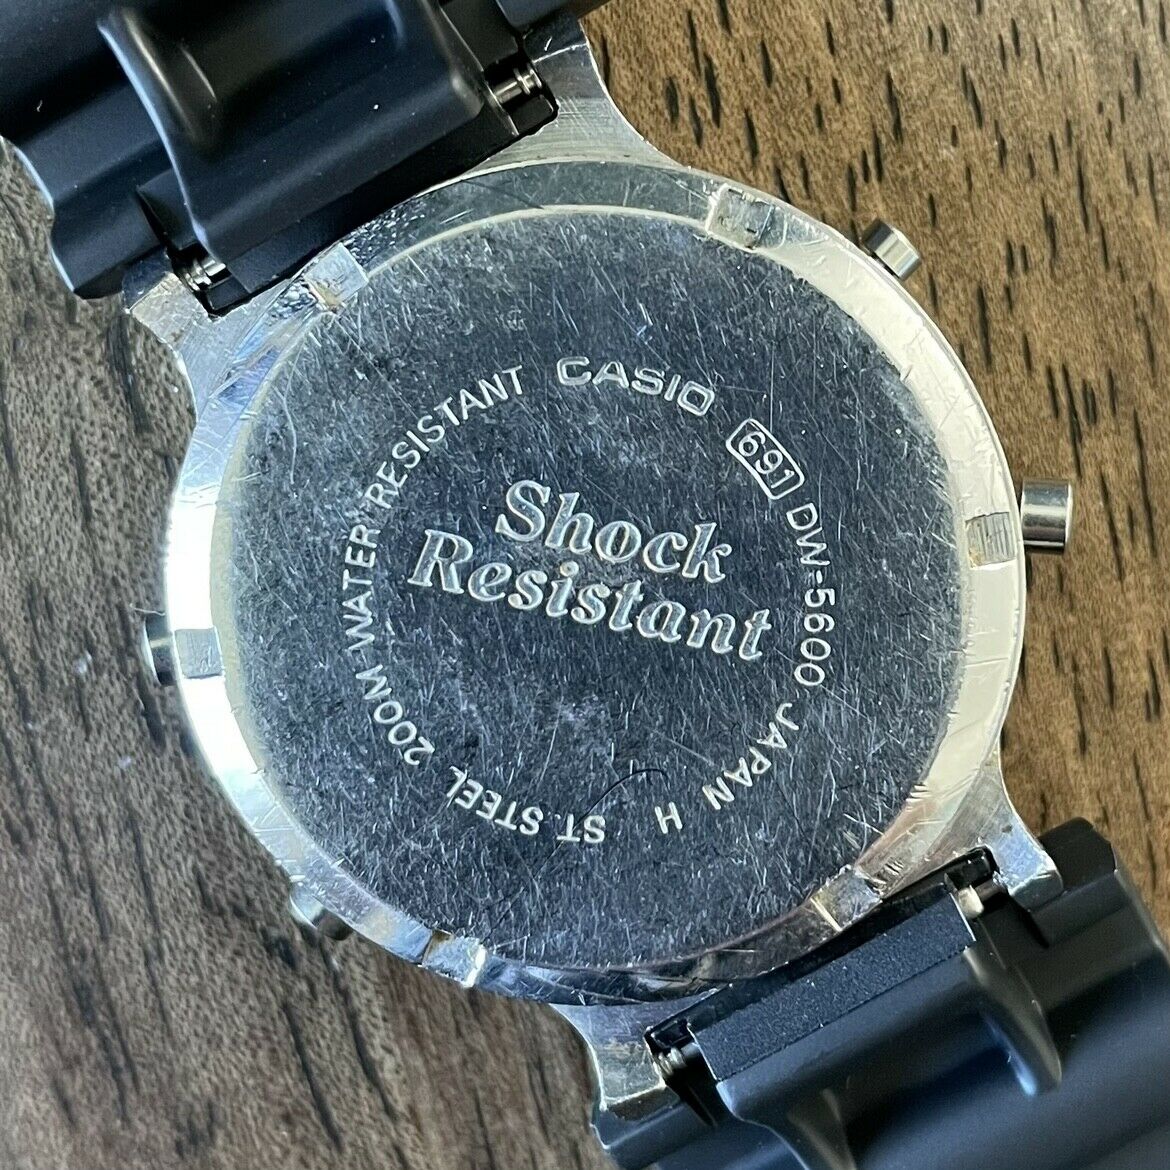 CASIO 691 DW-5600 JAPAN H ST. STEEL 200M WATER RESISTANT
Shock
Resistant